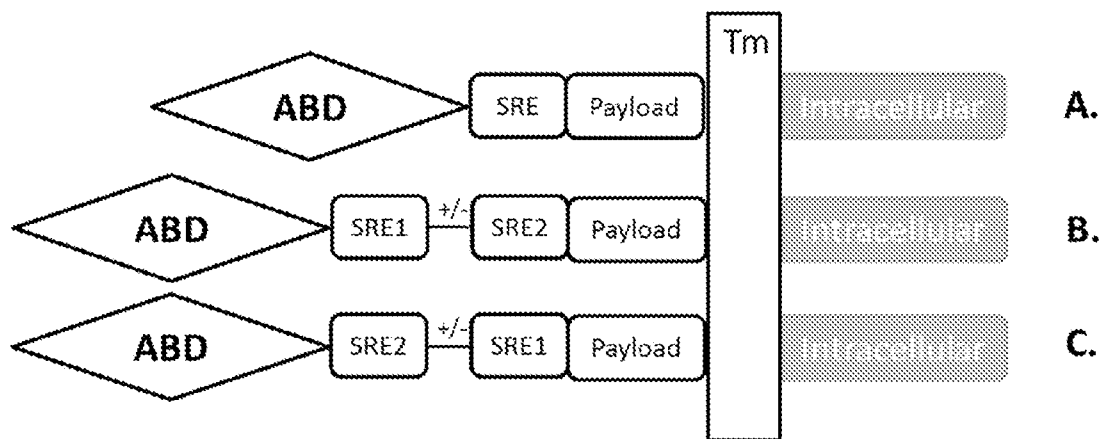 Tm
ABD SRE Payload Intracellular A.
ABD SRE1 +/- SRE2 Payload Intracellular B.
ABD SRE2 +/- SRE1 Payload Intracellular C.